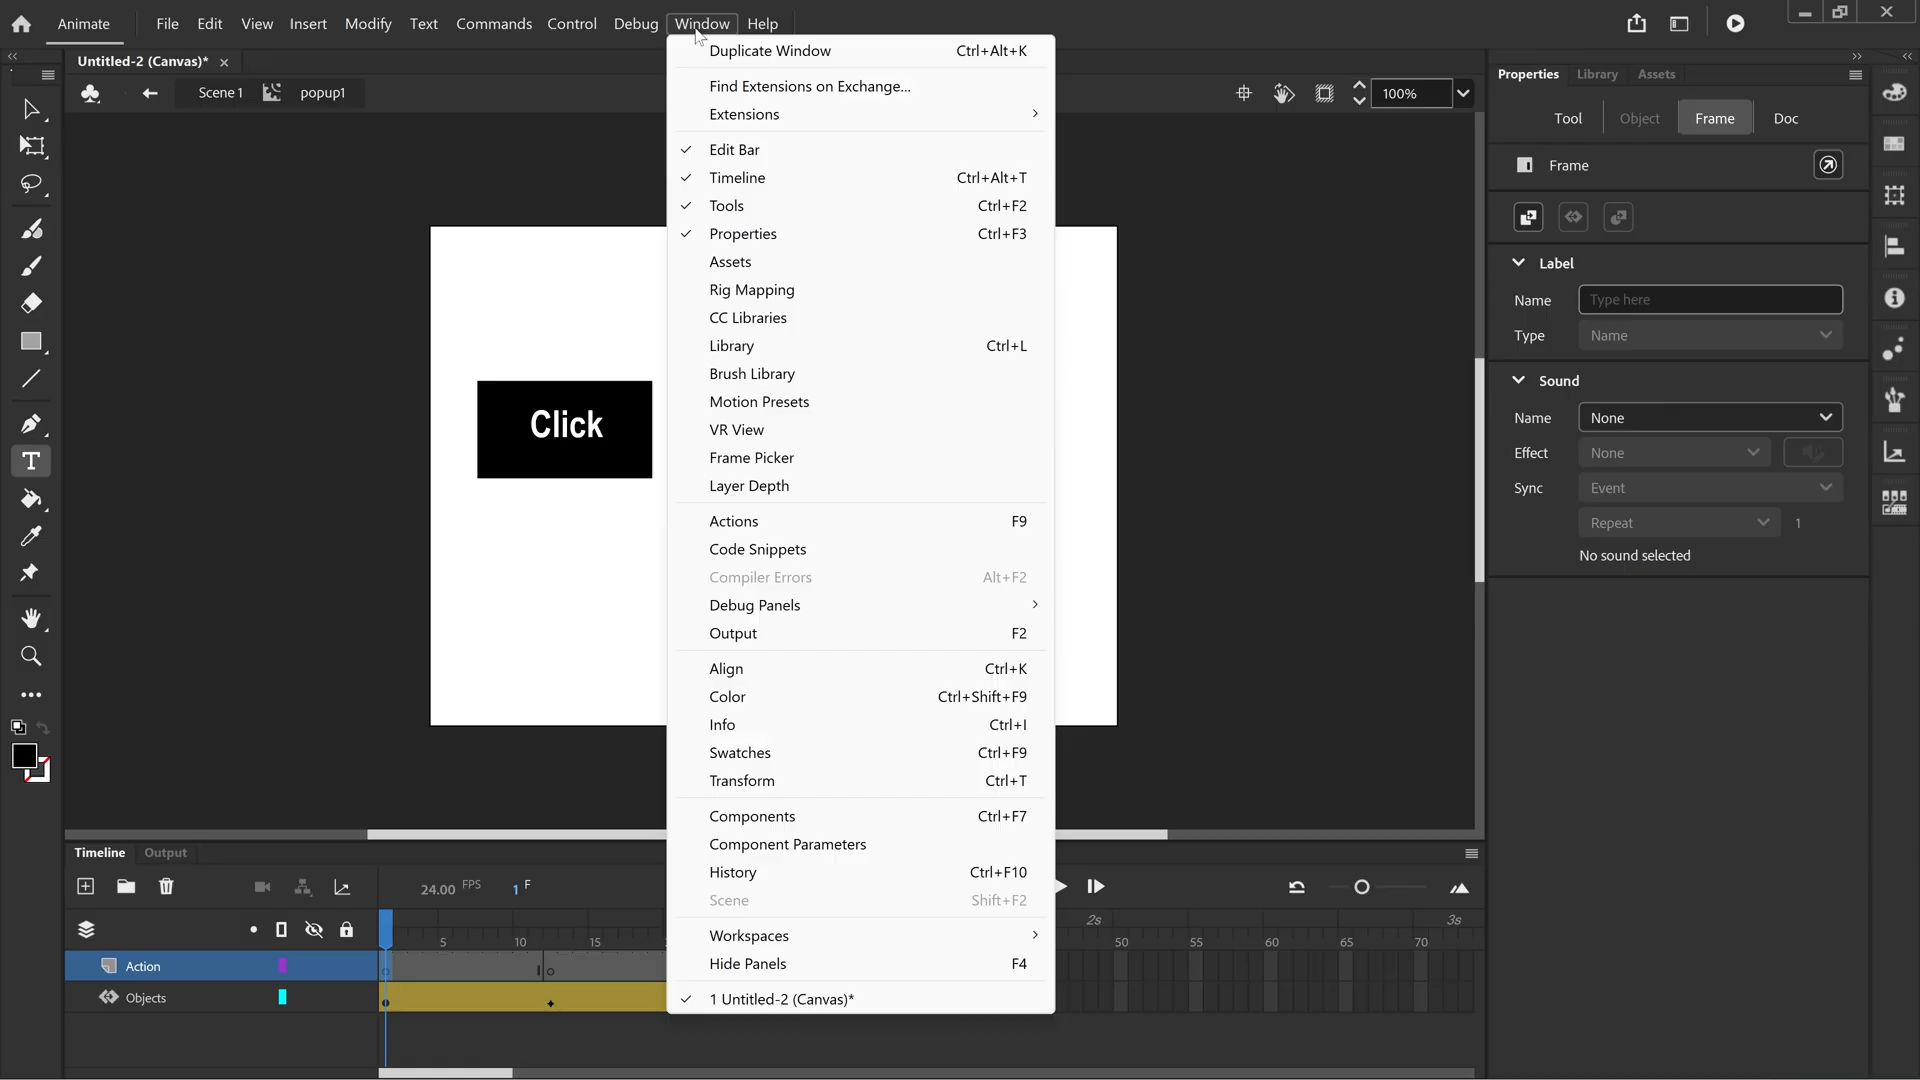 Animate
File
Edit
View
Insert
Modify
Text
Commands
Control
Debug
Window
Help
Untitled-2 (Canvas)*
Scene 1
popup1
100%
Click
Duplicate Window Ctrl+Alt+K
Find Extensions on Exchange...
Extensions
Edit Bar
Timeline Ctrl+Alt+T
Tools Ctrl+F2
Properties Ctrl+F3
Assets
Rig Mapping
CC Libraries
Library Ctrl+L
Brush Library
Motion Presets
VR View
Frame Picker
Layer Depth
Actions F9
Code Snippets
Compiler Errors Alt+F2
Debug Panels
Output F2
Align Ctrl+K
Color Ctrl+Shift+F9
Info Ctrl+I
Swatches Ctrl+F9
Transform Ctrl+T
Components Ctrl+F7
Component Parameters
History Ctrl+F10
Scene Shift+F2
Workspaces
Hide Panels F4
1 Untitled-2 (Canvas)*
Properties
Library
Assets
Tool
Object
Frame
Doc
Frame
Label
Name Type here
Type Name
Sound
Name None
Effect None
Sync Event
Repeat 1
No sound selected
Timeline
Output
24.00 FPS 1 F
2s 3s
5 10 15 50 55 60 65 70
Action
Objects